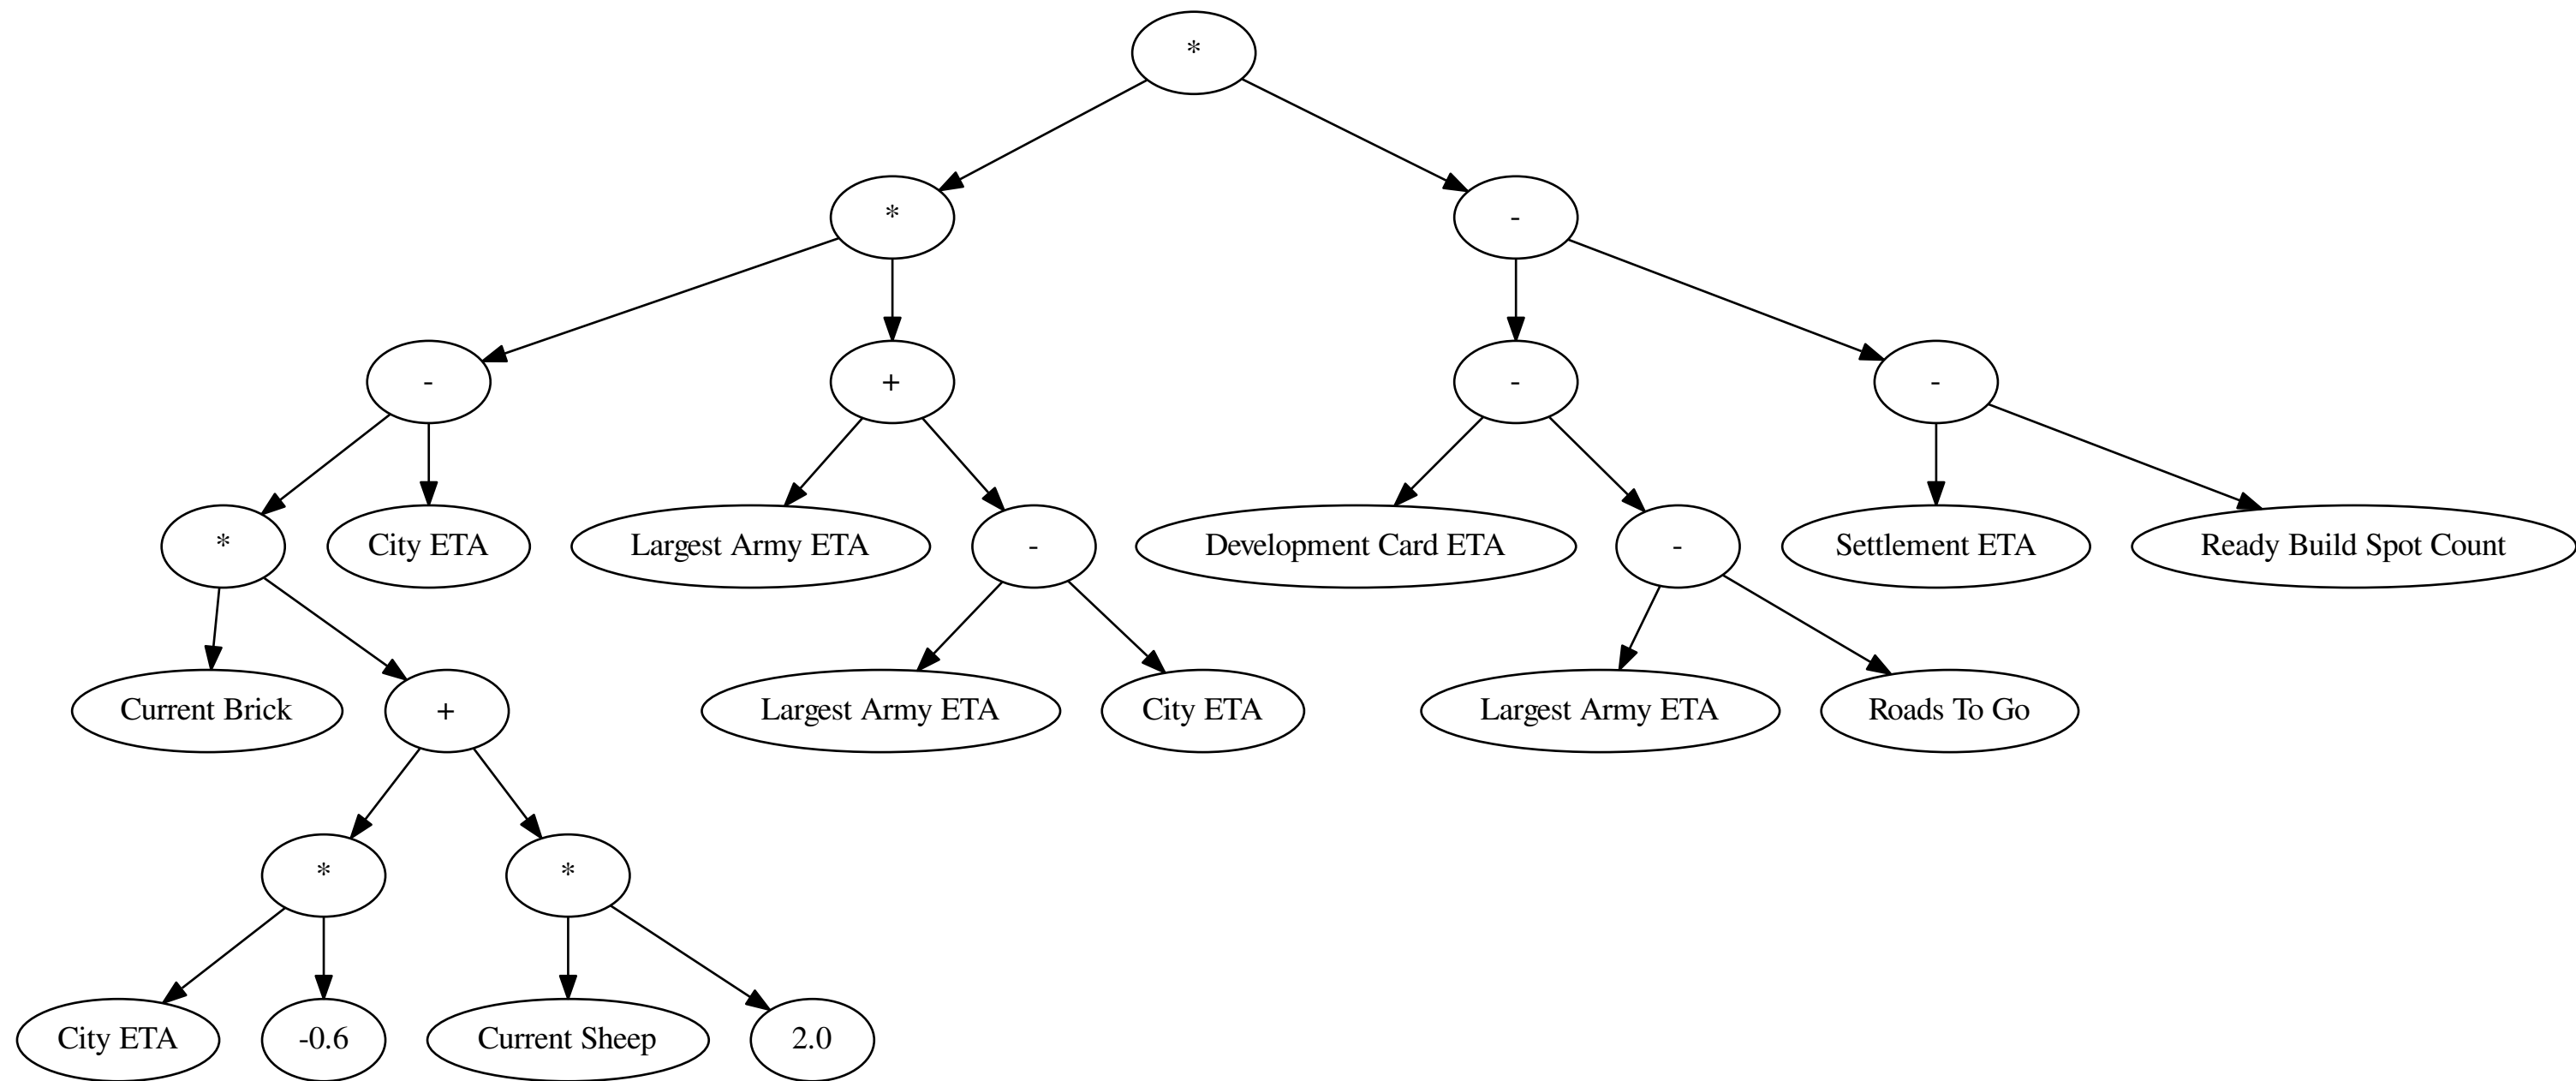 *
* -
- + - -
* City ETA Largest Army ETA - Development Card ETA - Settlement ETA Ready Build Spot Count
Current Brick + Largest Army ETA City ETA Largest Army ETA Roads To Go
* *
City ETA -0.6 Current Sheep 2.0